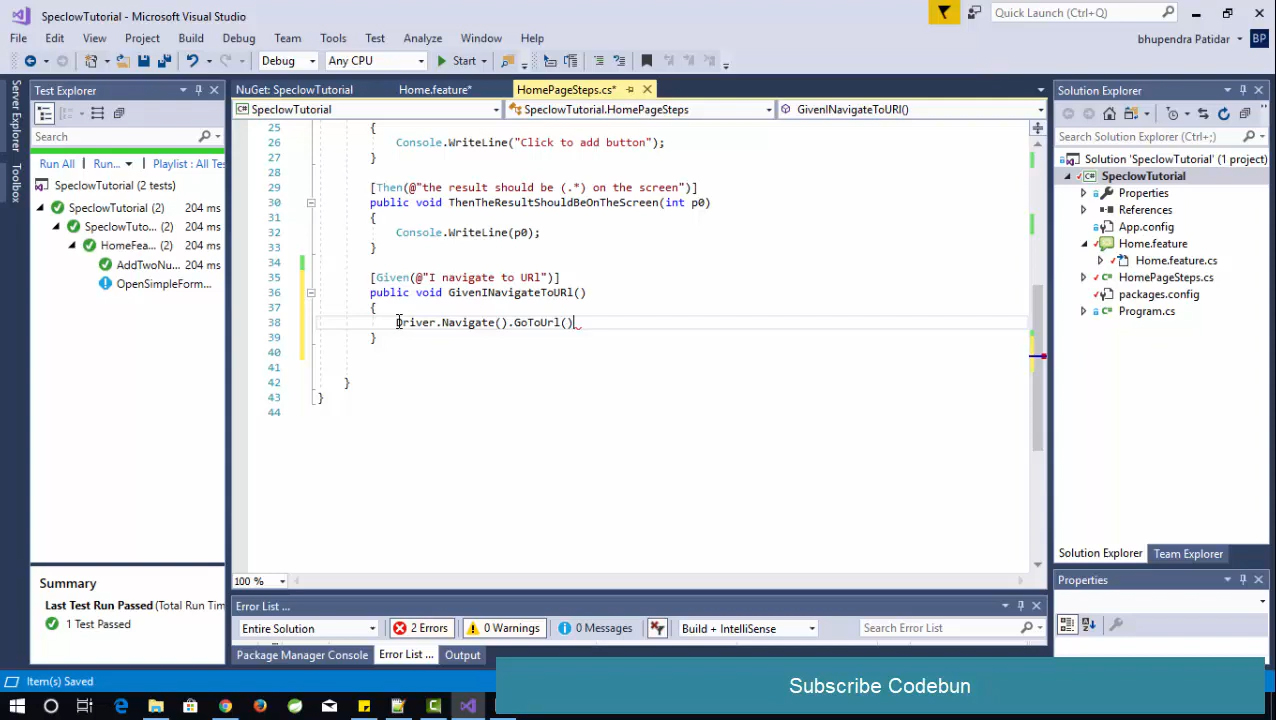 SpeclowTutorial - Microsoft Visual Studio
Quick Launch (Ctrl+Q)
File Edit View Project Build Debug Team Tools Test Analyze Window Help
bhupendra Patidar BP
Debug Any CPU Start
Server Explorer
Toolbox
Test Explorer
Search
Run All Run... Playlist : All Tes
SpeclowTutorial (2 tests)
SpeclowTutorial (2) 204 ms
SpeclowTuto... (2) 204 ms
HomeFea... (2) 204 ms
AddTwoNu... 204 ms
OpenSimpleForm...
Summary
Last Test Run Passed (Total Run Tim
1 Test Passed
NuGet: SpeclowTutorial Home.feature* HomePageSteps.cs*
SpeclowTutorial SpeclowTutorial.HomePageSteps GivenINavigateToURl()
25 {
26 Console.WriteLine("Click to add button");
27 }
28
29 [Then(@"the result should be (.*) on the screen")]
30 public void ThenTheResultShouldBeOnTheScreen(int p0)
31 {
32 Console.WriteLine(p0);
33 }
34
35 [Given(@"I navigate to URl")]
36 public void GivenINavigateToURl()
37 {
38 Driver.Navigate().GoToUrl()
39 }
40
41
42 }
43 }
44
100 %
Error List ...
Entire Solution 2 Errors 0 Warnings 0 Messages Build + IntelliSense Search Error List
Package Manager Console Error List ... Output
Solution Explorer
Search Solution Explorer (Ctrl+;)
Solution 'SpeclowTutorial' (1 project)
SpeclowTutorial
Properties
References
App.config
Home.feature
Home.feature.cs
HomePageSteps.cs
packages.config
Program.cs
Solution Explorer Team Explorer
Properties
Item(s) Saved
Subscribe Codebun